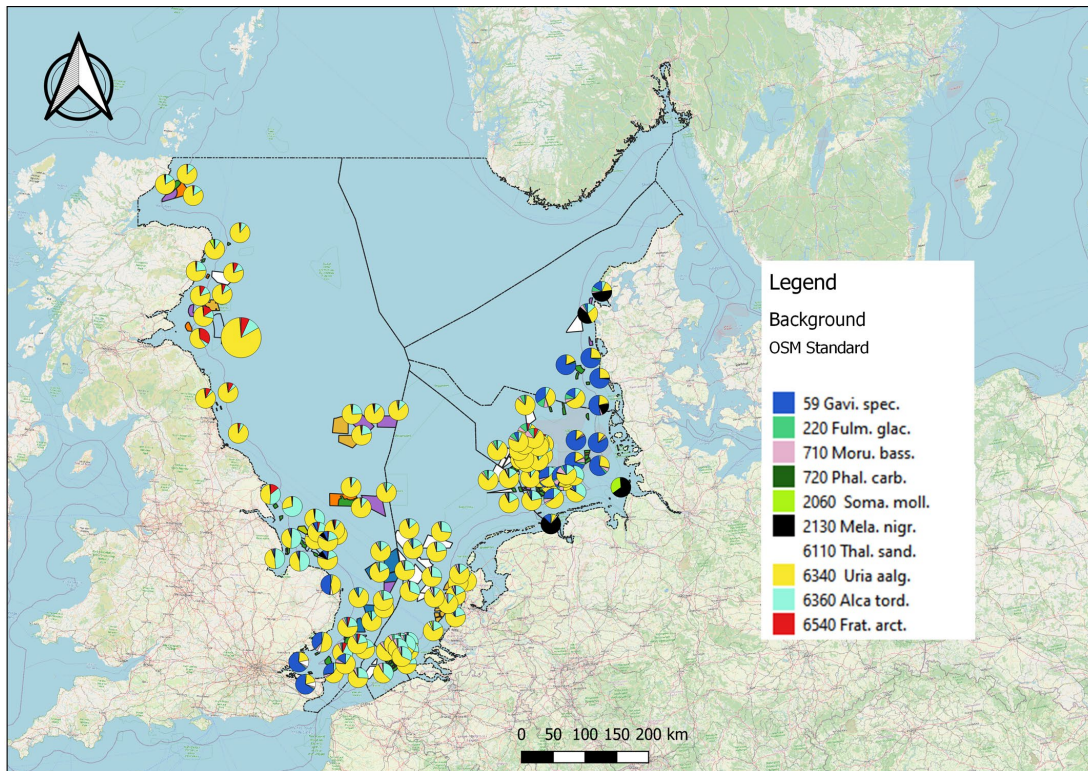 Legend
Background
OSM Standard
59 Gavi. spec.
220 Fulm. glac.
710 Moru. bass.
720 Phal. carb.
2060 Soma. moll.
2130 Mela. nigr.
6110 Thal. sand.
6340 Uria aalg.
6360 Alca tord.
6540 Frat. arct.
0 50 100 150 200 km